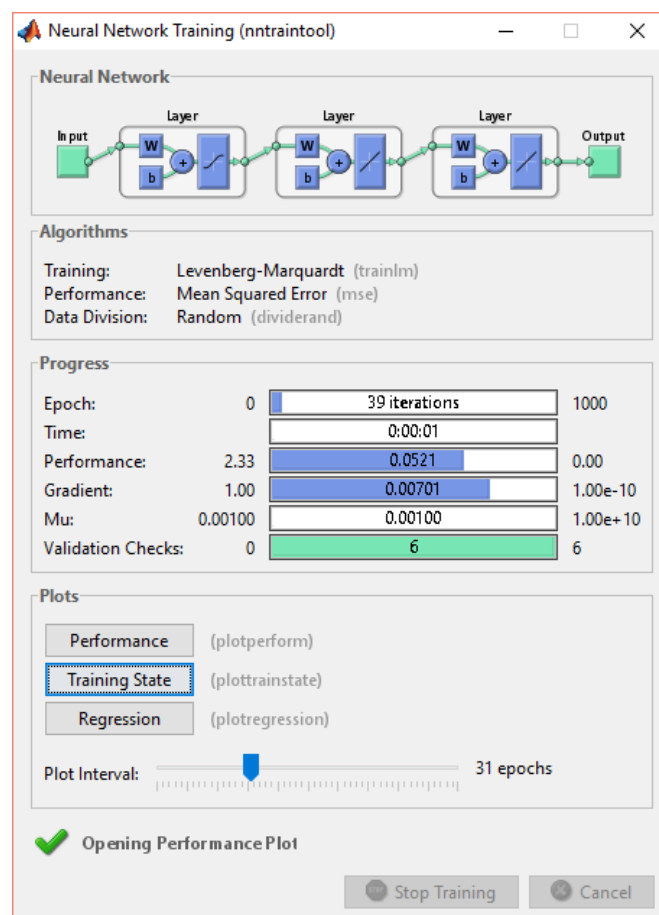 Neural Network Training (nntraintool)
Neural Network
Layer Layer Layer
Input Output
W W W
+ + +
b b b
Algorithms
Training: Levenberg-Marquardt (trainlm)
Performance: Mean Squared Error (mse)
Data Division: Random (dividerand)
Progress
Epoch: 0 39 iterations 1000
Time: 0:00:01
Performance: 2.33 0.0521 0.00
Gradient: 1.00 0.00701 1.00e-10
Mu: 0.00100 0.00100 1.00e+10
Validation Checks: 0 6 6
Plots
Performance (plotperform)
Training State (plottrainstate)
Regression (plotregression)
Plot Interval: 31 epochs
Opening Performance Plot
Stop Training Cancel